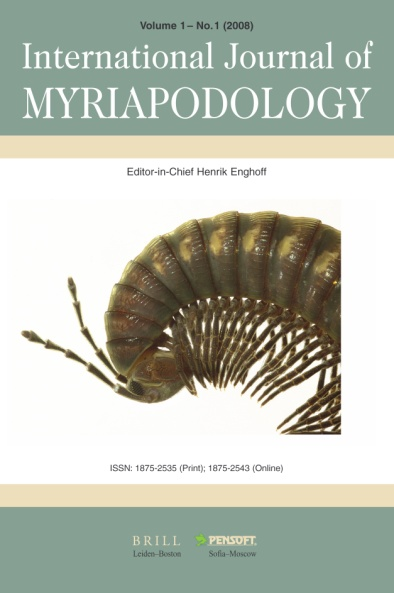 Volume 1– No.1 (2008)
International Journal of
MYRIAPODOLOGY
Editor-in-Chief Henrik Enghoff
ISSN: 1875-2535 (Print); 1875-2543 (Online)
BRILL PENSOFT.
Leiden–Boston Sofia–Moscow